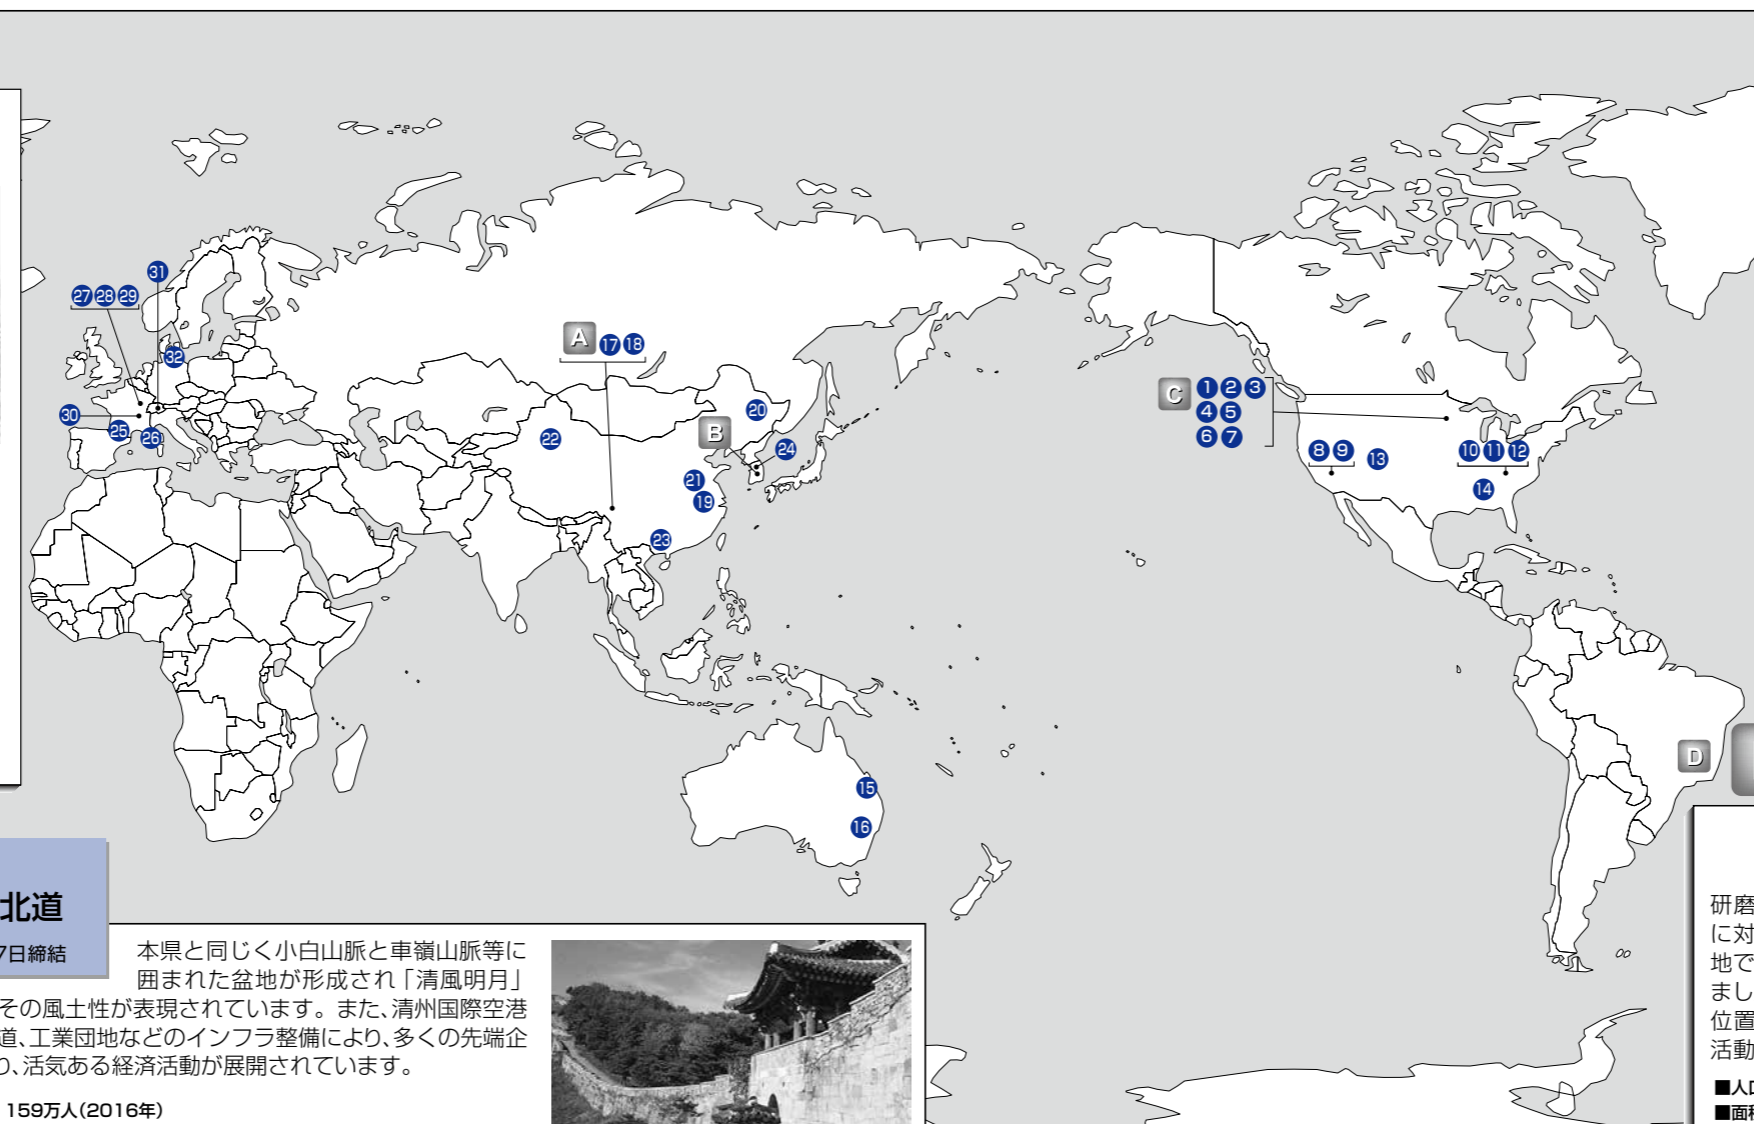 31
27 28 29
32
30
25
26
A 17 18
20
B
22
24
21
19
23
C 1 2 3
4 5
6 7
8 9
13
10 11 12
14
15
16
D
北道
7日締結
本県と同じく小白山脈と車嶺山脈等に
囲まれた盆地が形成され「清風明月」
その風土性が表現されています。また、清州国際空港
道、工業団地などのインフラ整備により、多くの先端企
り、活気ある経済活動が展開されています。
159万人(2016年)
研磨
に対
地で
まし
位置
活動
■人口
■面積